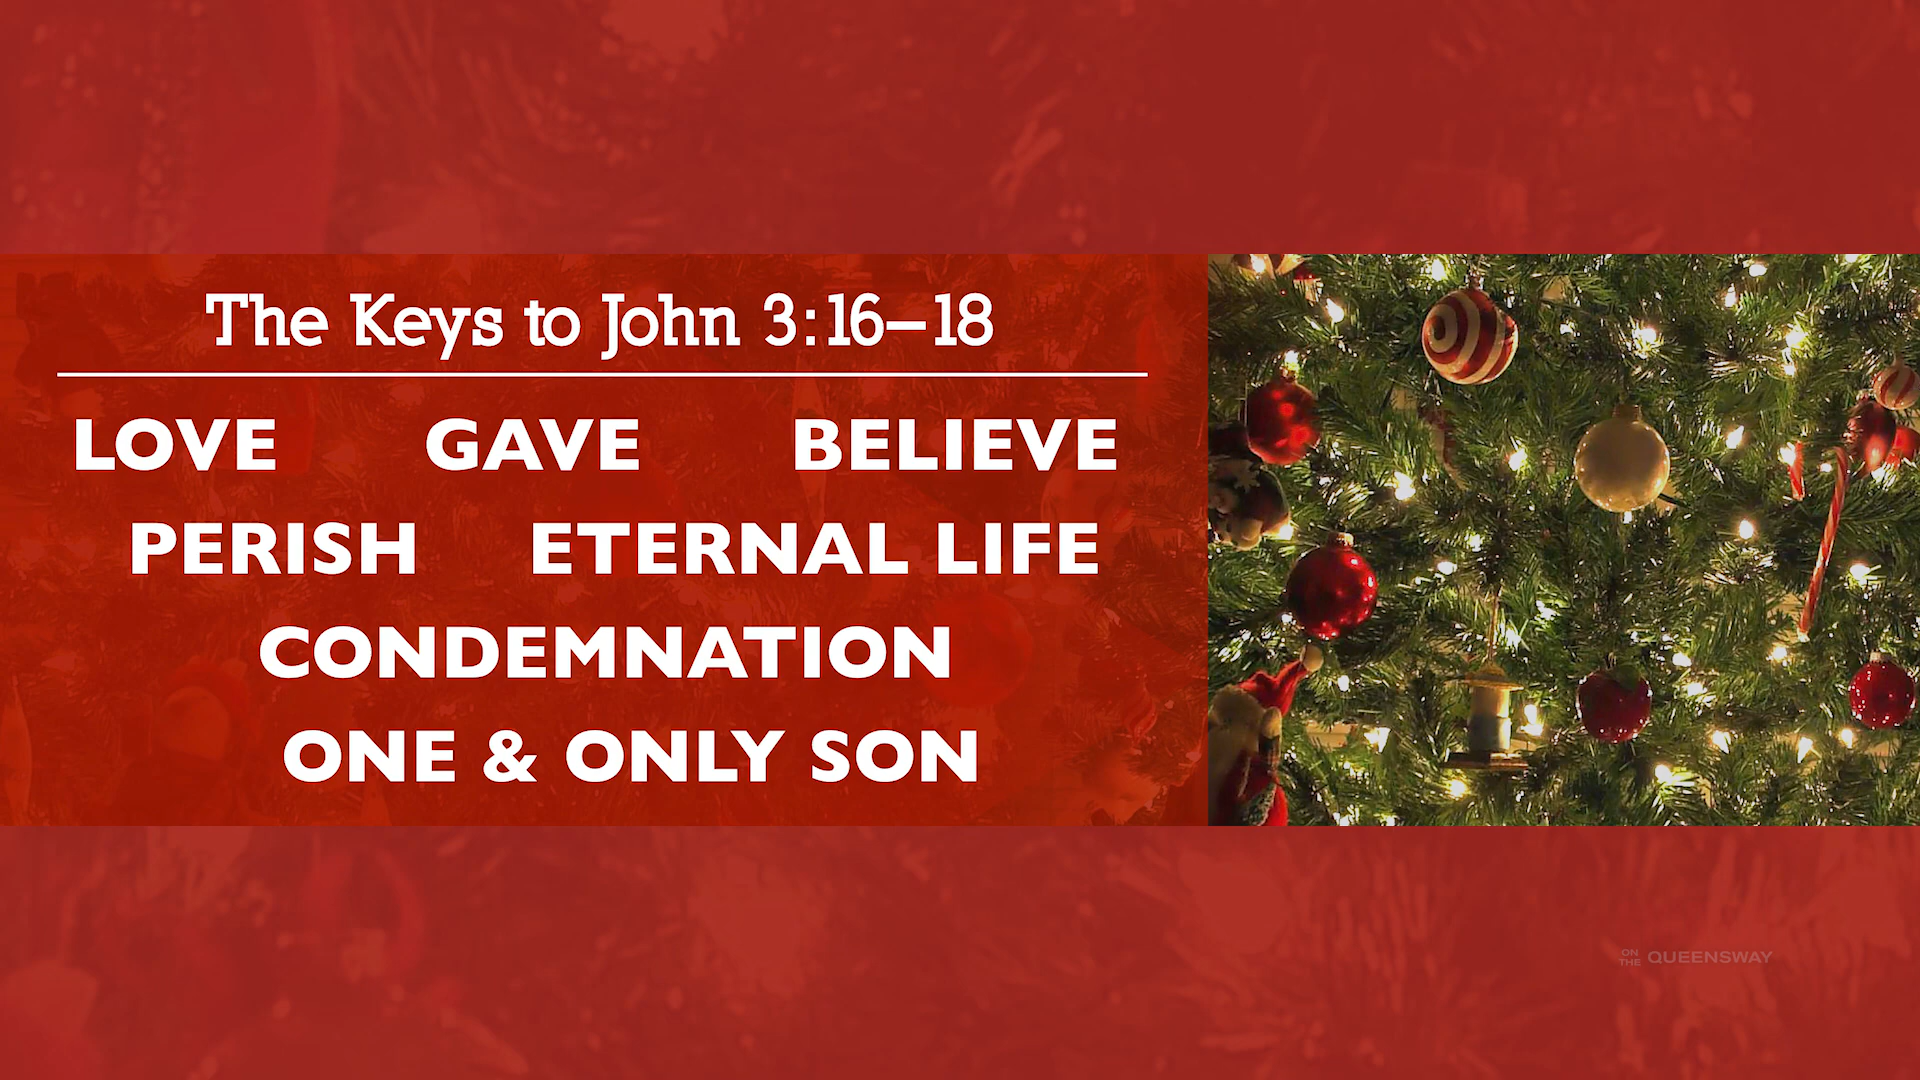 The Keys to John 3:16–18
LOVE GAVE BELIEVE
PERISH ETERNAL LIFE
CONDEMNATION
ONE & ONLY SON
ON THE QUEENSWAY